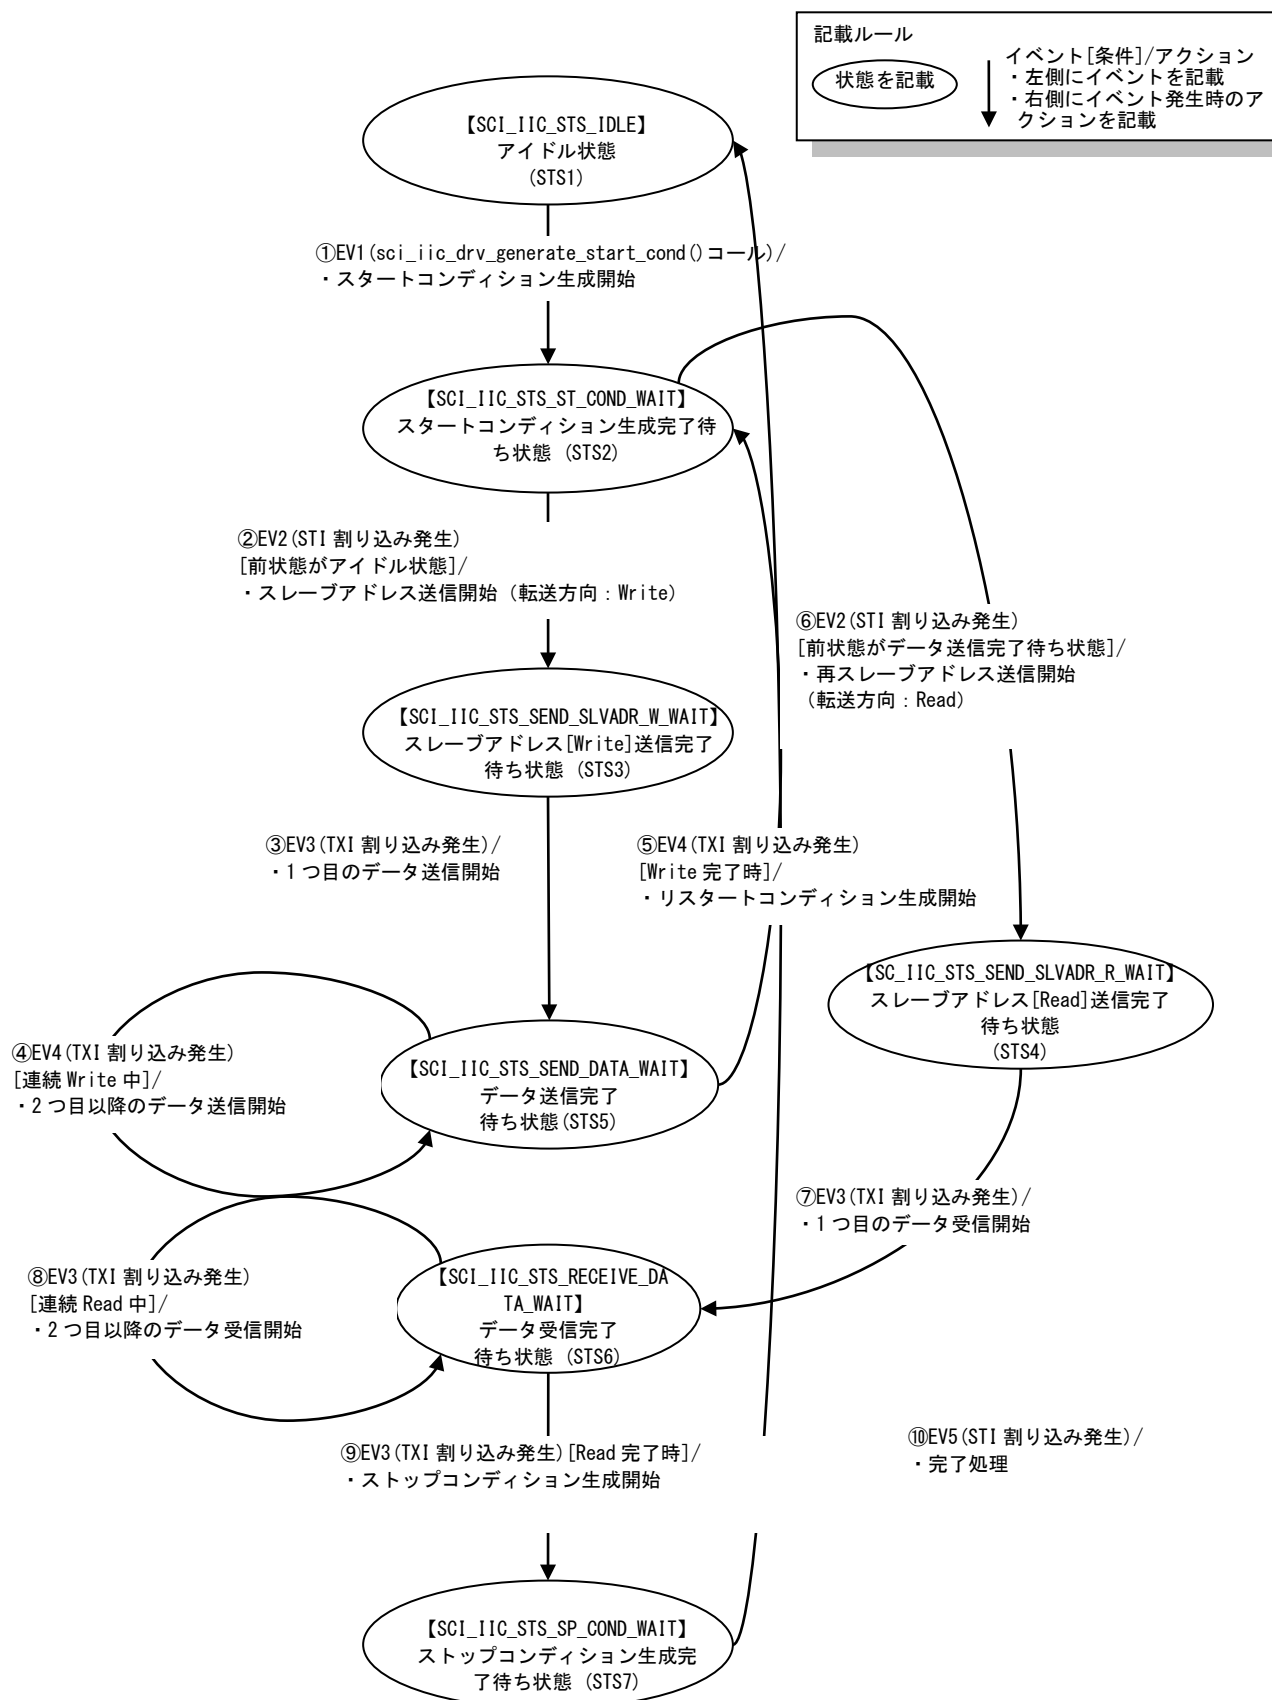 記載ルール
状態を記載
イベント[条件]/アクション
・左側にイベントを記載
・右側にイベント発生時のア
クションを記載
【SCI_IIC_STS_IDLE】
アイドル状態
(STS1)
①EV1(sci_iic_drv_generate_start_cond()コール)/
・スタートコンディション生成開始
【SCI_IIC_STS_ST_COND_WAIT】
スタートコンディション生成完了待
ち状態 (STS2)
②EV2(STI 割り込み発生)
[前状態がアイドル状態]/
・スレーブアドレス送信開始（転送方向：Write）
⑥EV2(STI 割り込み発生)
[前状態がデータ送信完了待ち状態]/
・再スレーブアドレス送信開始
（転送方向：Read）
【SCI_IIC_STS_SEND_SLVADR_W_WAIT】
スレーブアドレス[Write]送信完了
待ち状態 (STS3)
③EV3(TXI 割り込み発生)/
・1 つ目のデータ送信開始
⑤EV4(TXI 割り込み発生)
[Write 完了時]/
・リスタートコンディション生成開始
【SC_IIC_STS_SEND_SLVADR_R_WAIT】
スレーブアドレス[Read]送信完了
待ち状態
(STS4)
④EV4(TXI 割り込み発生)
[連続 Write 中]/
・2 つ目以降のデータ送信開始
【SCI_IIC_STS_SEND_DATA_WAIT】
データ送信完了
待ち状態(STS5)
⑦EV3(TXI 割り込み発生)/
・1 つ目のデータ受信開始
⑧EV3(TXI 割り込み発生)
[連続 Read 中]/
・2 つ目以降のデータ受信開始
【SCI_IIC_STS_RECEIVE_DA
TA_WAIT】
データ受信完了
待ち状態 (STS6)
⑨EV3(TXI 割り込み発生)[Read 完了時]/
・ストップコンディション生成開始
⑩EV5(STI 割り込み発生)/
・完了処理
【SCI_IIC_STS_SP_COND_WAIT】
ストップコンディション生成完
了待ち状態 (STS7)